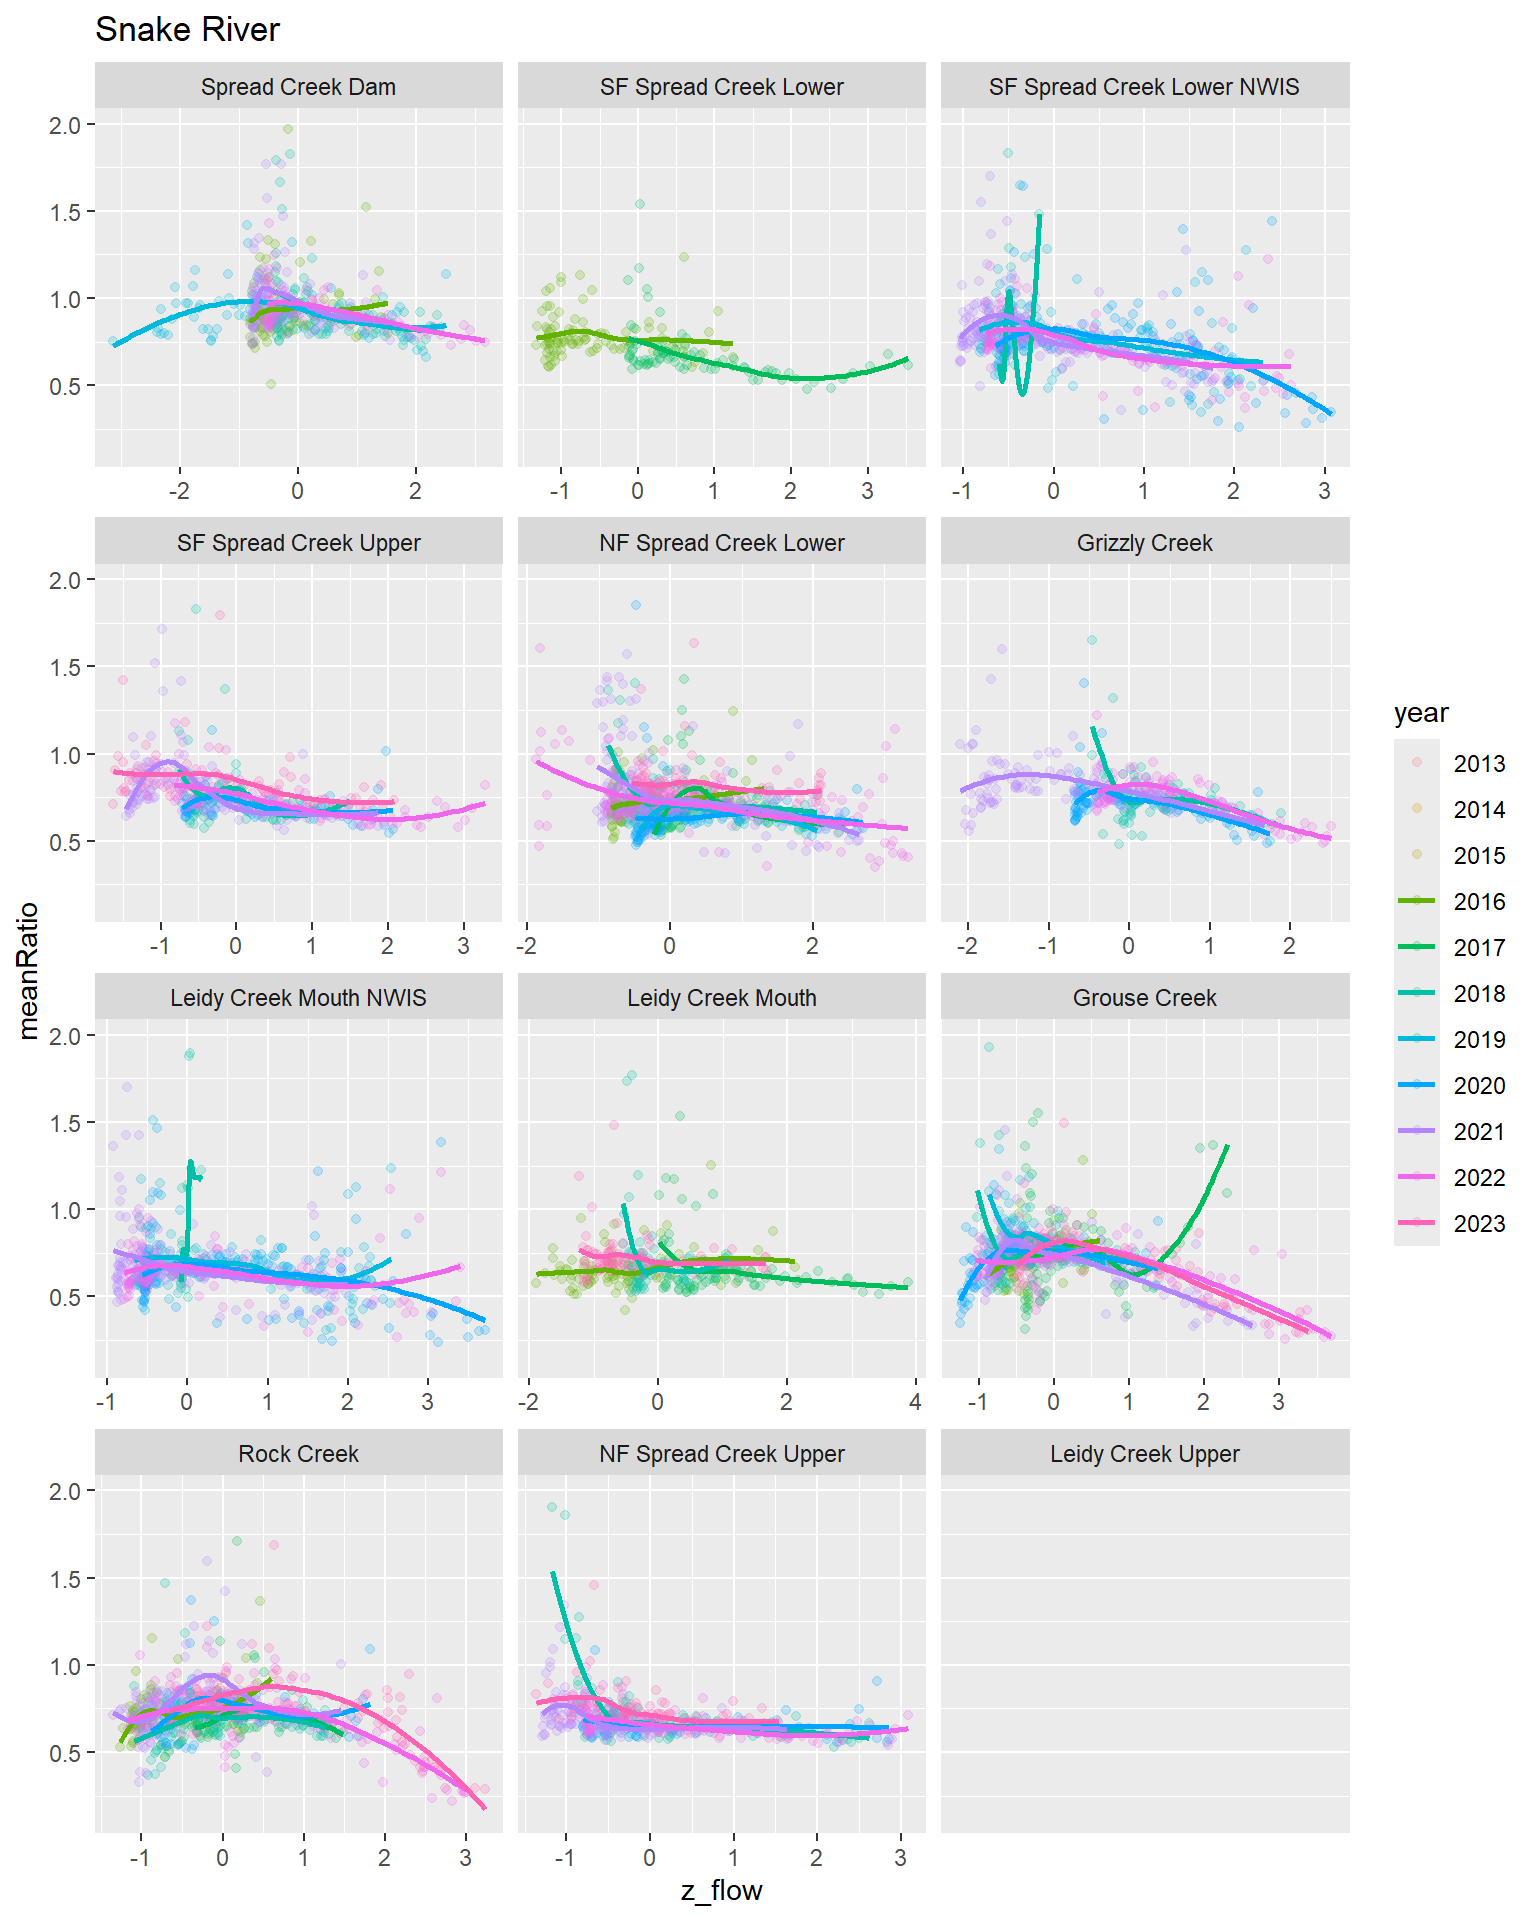 Snake River
Spread Creek Dam
SF Spread Creek Lower
SF Spread Creek Lower NWIS
2.0
1.5
1.0
0.5
-2 0 2
-1 0 1 2 3
-1 0 1 2 3
SF Spread Creek Upper
NF Spread Creek Lower
Grizzly Creek
2.0
1.5
1.0
0.5
-1 0 1 2 3
-2 0 2
-2 -1 0 1 2
Leidy Creek Mouth NWIS
Leidy Creek Mouth
Grouse Creek
2.0
1.5
1.0
0.5
-1 0 1 2 3
-2 0 2 4
-1 0 1 2 3
Rock Creek
NF Spread Creek Upper
Leidy Creek Upper
2.0
1.5
1.0
0.5
-1 0 1 2 3
-1 0 1 2 3
meanRatio
z_flow
year
2013
2014
2015
2016
2017
2018
2019
2020
2021
2022
2023